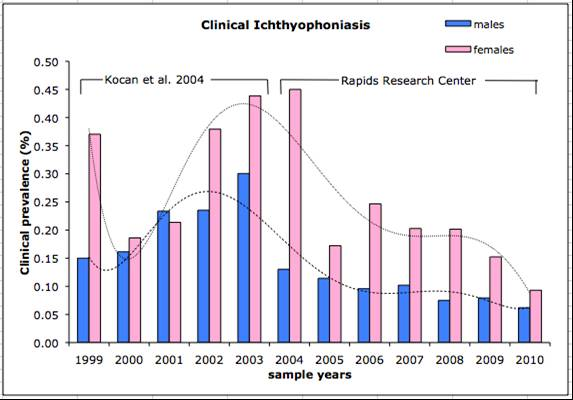 Clinical Ichthyophoniasis
males
females
Kocan et al. 2004
Rapids Research Center
Clinical prevalence (%)
0.50
0.45
0.40
0.35
0.30
0.25
0.20
0.15
0.10
0.05
0.00
1999 2000 2001 2002 2003 2004 2005 2006 2007 2008 2009 2010
sample years